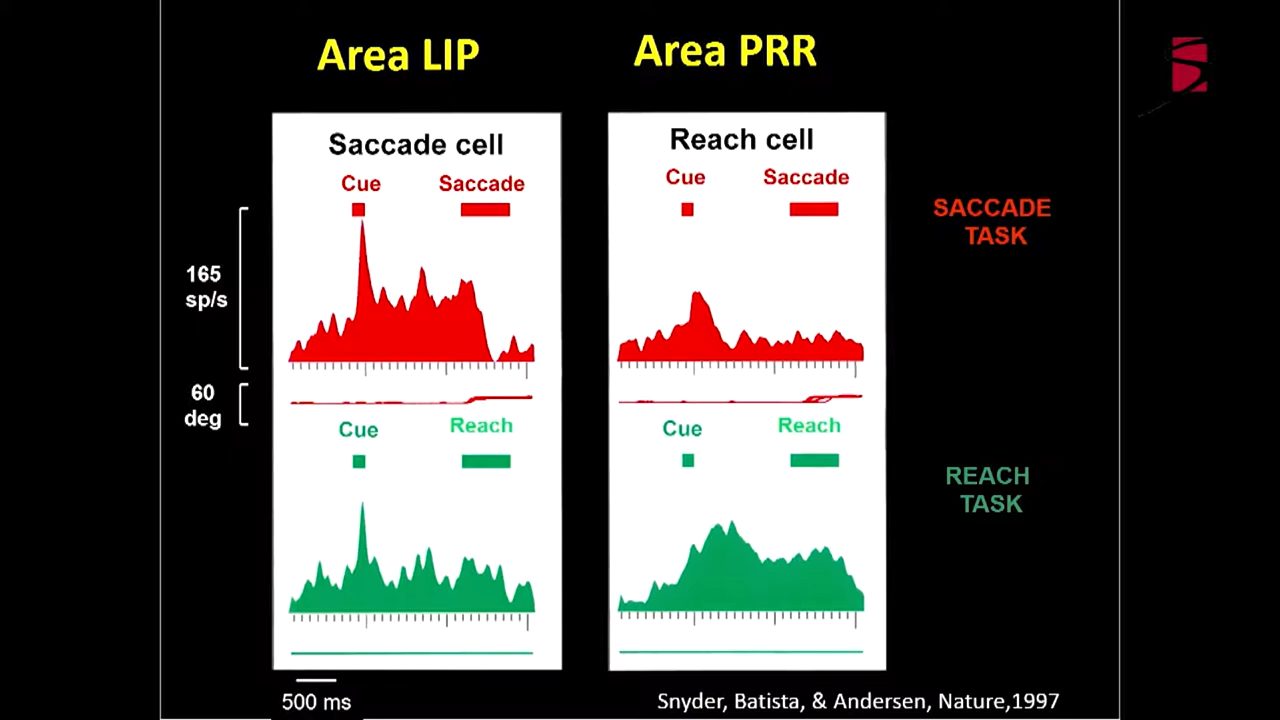 Area LIP
Area PRR
Saccade cell
Reach cell
Cue
Saccade
Cue
Saccade
SACCADE
TASK
165
sp/s
60
deg
Cue
Reach
Cue
Reach
REACH
TASK
500 ms
Snyder, Batista, & Andersen, Nature,1997